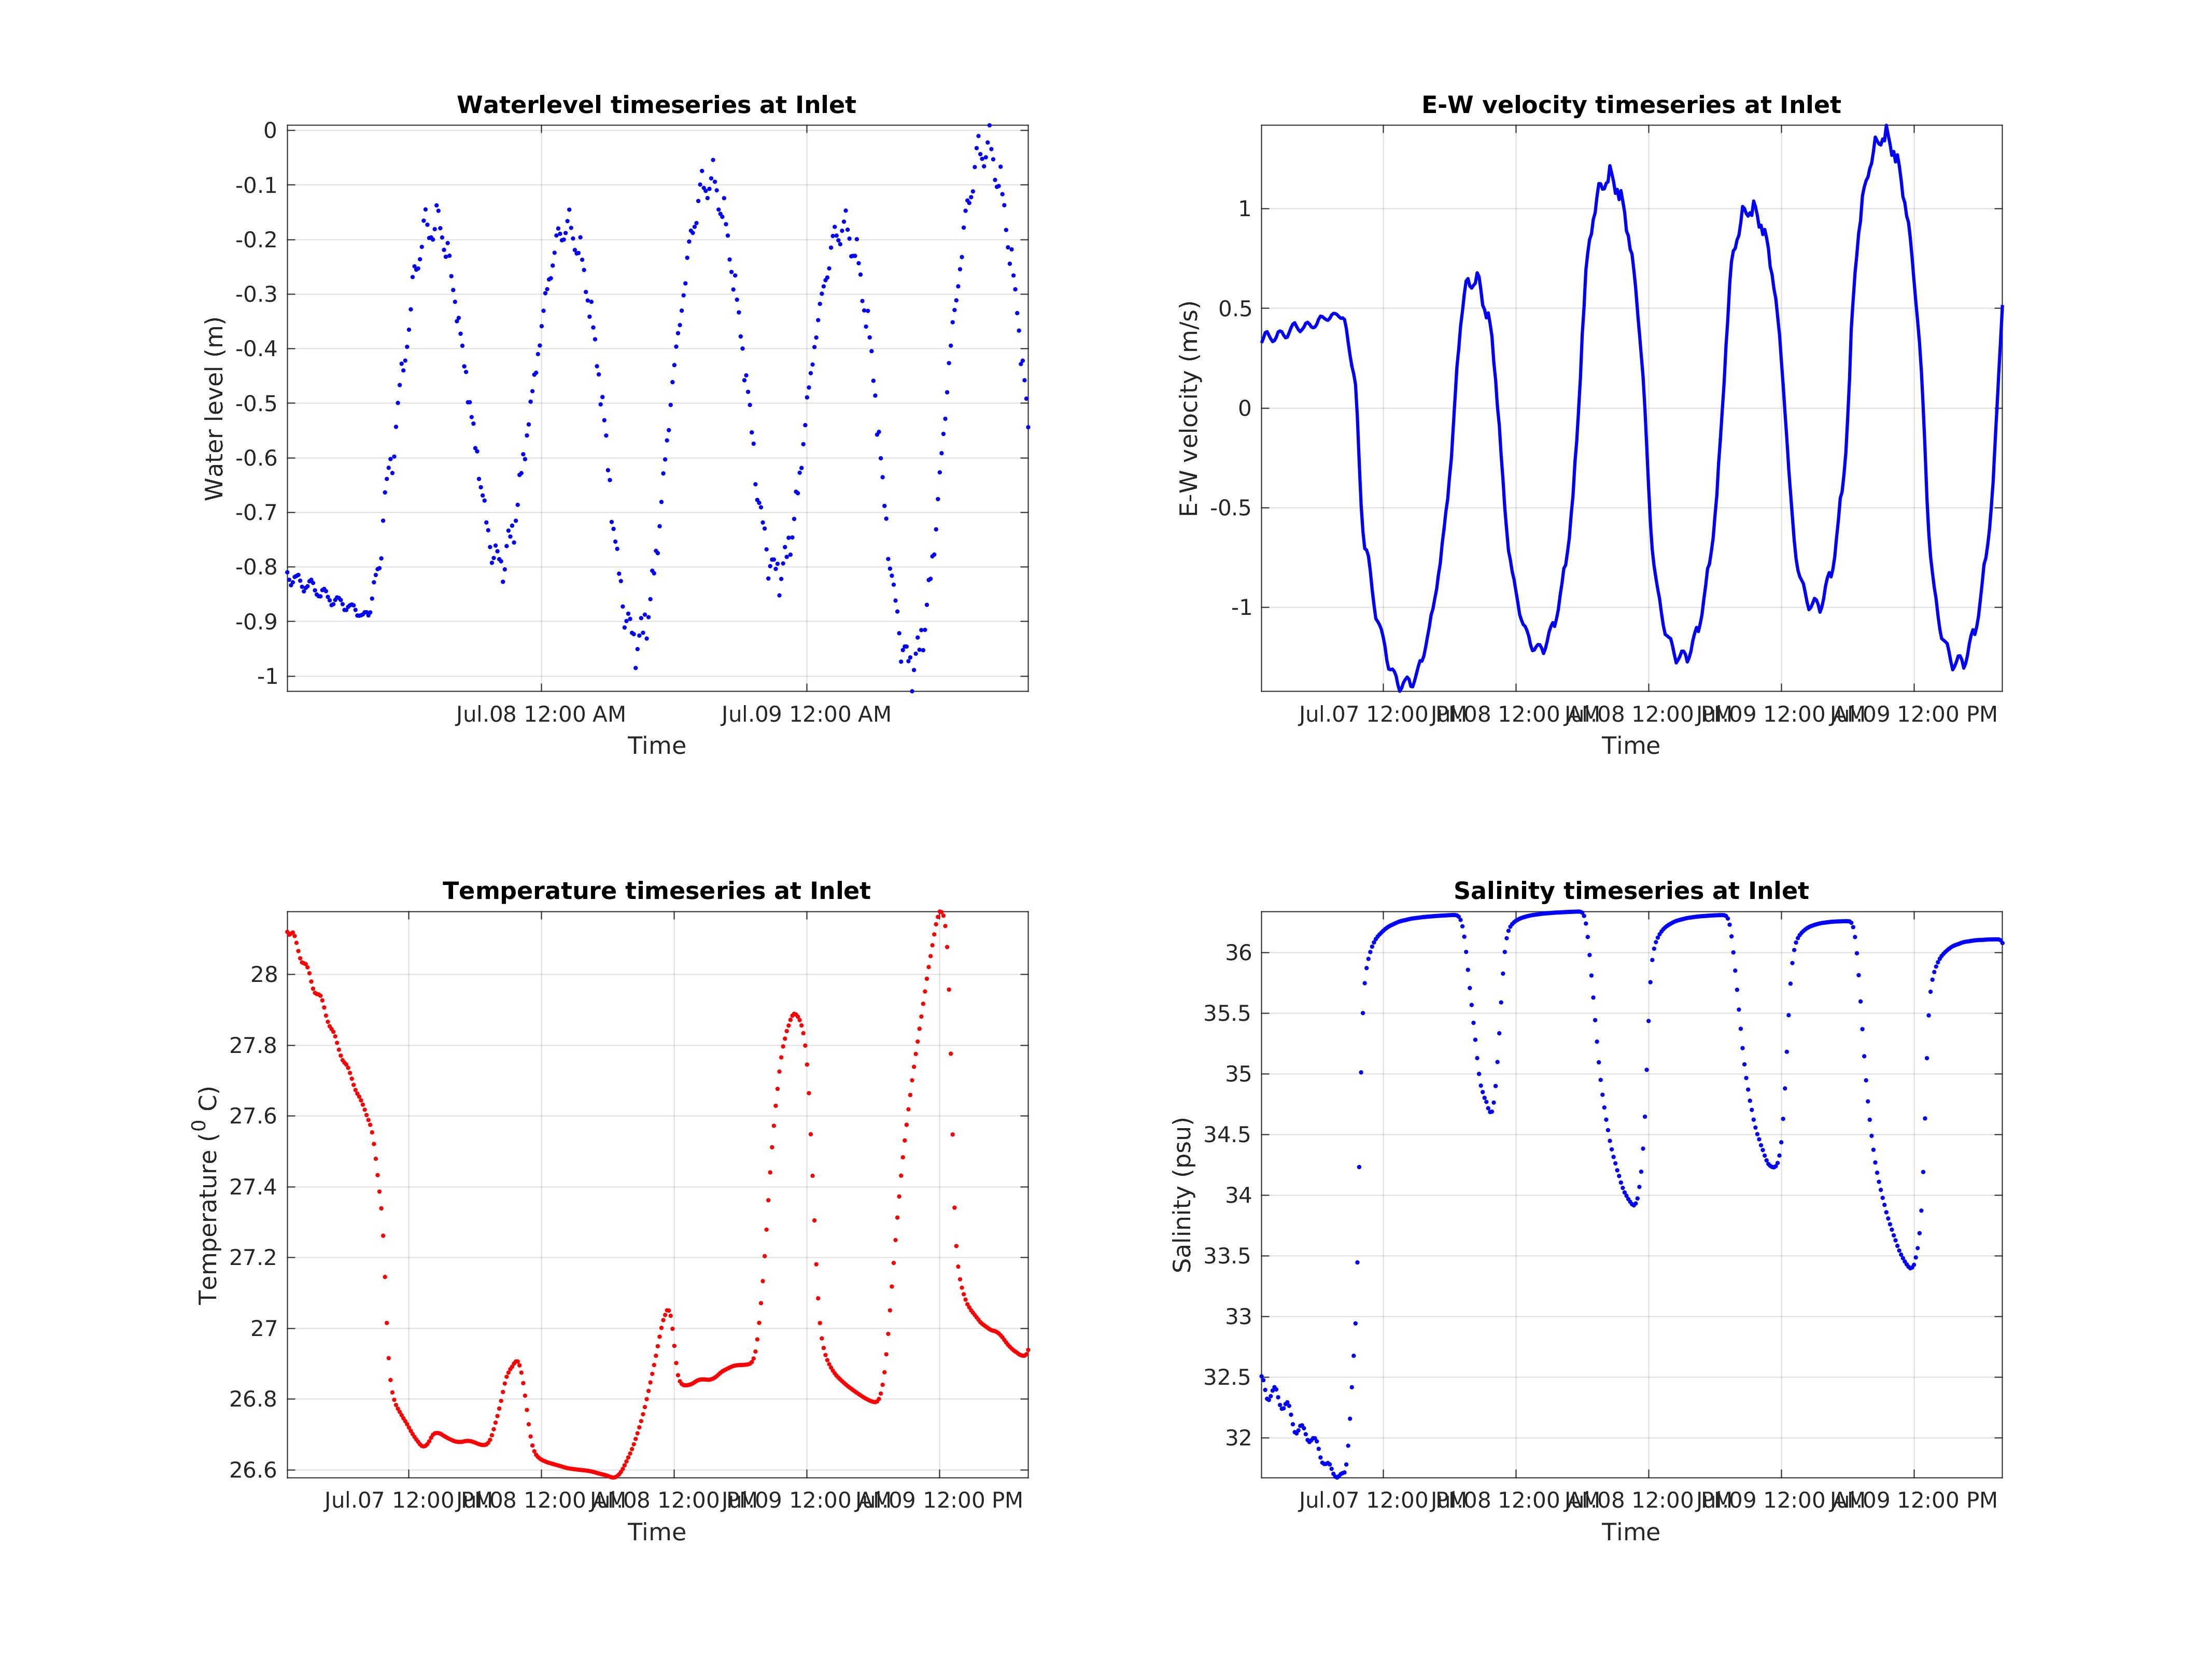 Waterlevel timeseries at Inlet
0
-0.1
-0.2
-0.3
-0.4
-0.5
-0.6
-0.7
-0.8
-0.9
-1
Water level (m)
Jul.08 12:00 AM
Jul.09 12:00 AM
Time
E-W velocity timeseries at Inlet
1
0.5
0
-0.5
-1
E-W velocity (m/s)
Jul.07 12:00 PM
Jul.08 12:00 AM
Jul.08 12:00 PM
Jul.09 12:00 AM
Jul.09 12:00 PM
Time
Temperature timeseries at Inlet
28
27.8
27.6
27.4
27.2
27
26.8
26.6
Temperature (⁰ C)
Jul.07 12:00 PM
Jul.08 12:00 AM
Jul.08 12:00 PM
Jul.09 12:00 AM
Jul.09 12:00 PM
Time
Salinity timeseries at Inlet
36
35.5
35
34.5
34
33.5
33
32.5
32
Salinity (psu)
Jul.07 12:00 PM
Jul.08 12:00 AM
Jul.08 12:00 PM
Jul.09 12:00 AM
Jul.09 12:00 PM
Time